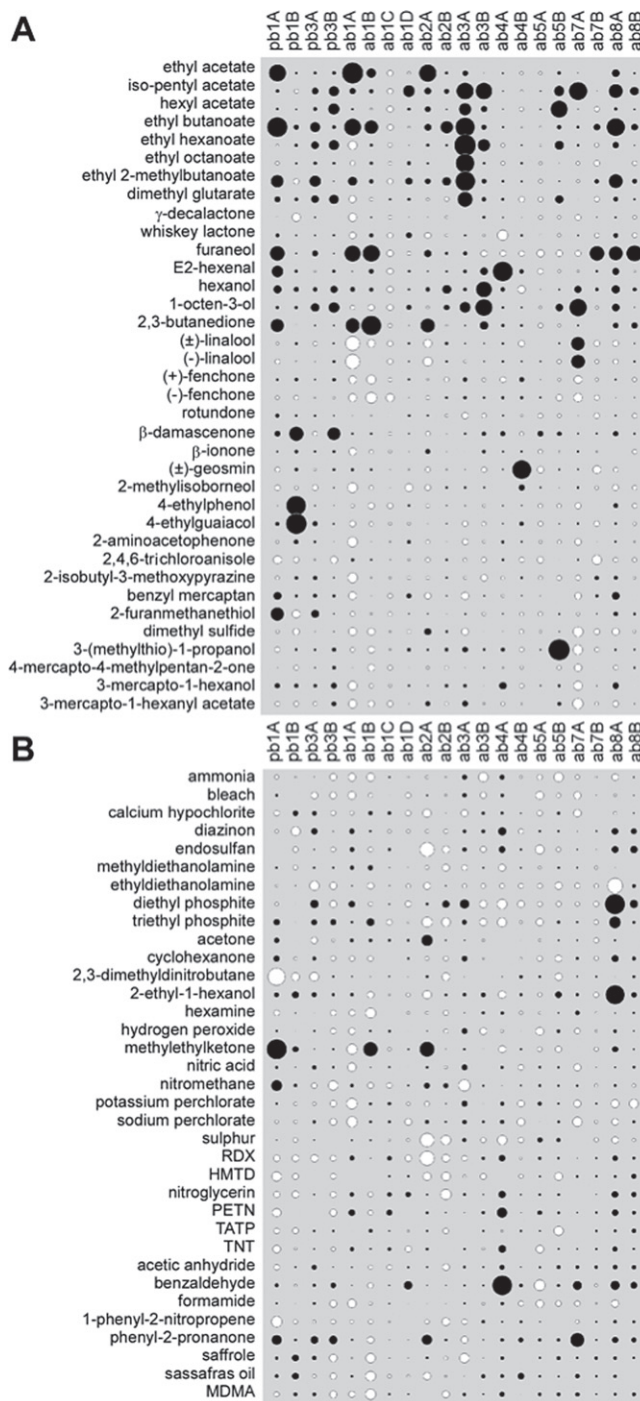 A
pb1A pb1B pb3A pb3B ab1A ab1B ab1C ab1D ab2A ab2B ab3A ab3B ab4A ab4B ab5A ab5B ab7A ab7B ab8A ab8B
ethyl acetate
iso-pentyl acetate
hexyl acetate
ethyl butanoate
ethyl hexanoate
ethyl octanoate
ethyl 2-methylbutanoate
dimethyl glutarate
γ-decalactone
whiskey lactone
furaneol
E2-hexenal
hexanol
1-octen-3-ol
2,3-butanedione
(±)-linalool
(-)-linalool
(+)-fenchone
(-)-fenchone
rotundone
β-damascenone
β-ionone
(±)-geosmin
2-methylisoborneol
4-ethylphenol
4-ethylguaiacol
2-aminoacetophenone
2,4,6-trichloroanisole
2-isobutyl-3-methoxypyrazine
benzyl mercaptan
2-furanmethanethiol
dimethyl sulfide
3-(methylthio)-1-propanol
4-mercapto-4-methylpentan-2-one
3-mercapto-1-hexanol
3-mercapto-1-hexanyl acetate
B
pb1A pb1B pb3A pb3B ab1A ab1B ab1C ab1D ab2A ab2B ab3A ab3B ab4A ab4B ab5A ab5B ab7A ab7B ab8A ab8B
ammonia
bleach
calcium hypochlorite
diazinon
endosulfan
methyldiethanolamine
ethyldiethanolamine
diethyl phosphite
triethyl phosphite
acetone
cyclohexanone
2,3-dimethyldinitrobutane
2-ethyl-1-hexanol
hexamine
hydrogen peroxide
methylethylketone
nitric acid
nitromethane
potassium perchlorate
sodium perchlorate
sulphur
RDX
HMTD
nitroglycerin
PETN
TATP
TNT
acetic anhydride
benzaldehyde
formamide
1-phenyl-2-nitropropene
phenyl-2-pronanone
saffrole
sassafras oil
MDMA